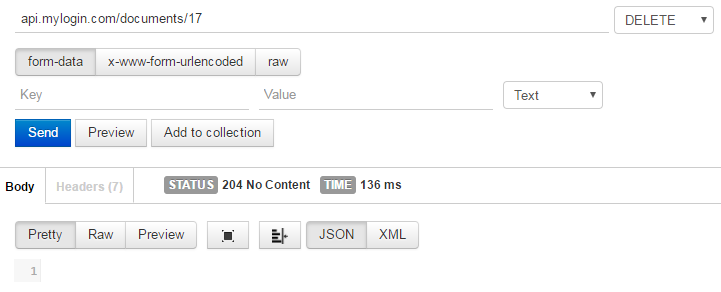 api.mylogin.com/documents/17 DELETE
form-data x-www-form-urlencoded raw
Key Value Text
Send Preview Add to collection
Body Headers (7) STATUS 204 No Content TIME 136 ms
Pretty Raw Preview JSON XML
1